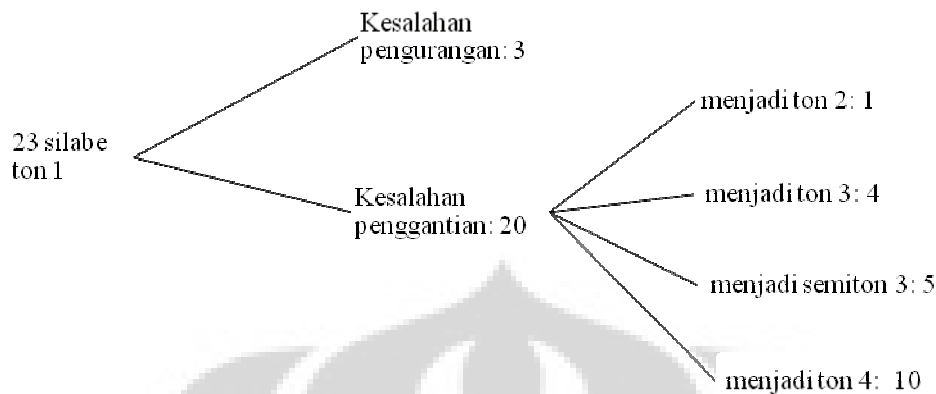 Kesalahan
pengurangan: 3
23 silabe
ton 1
Kesalahan
penggantian: 20
menjadi ton 2: 1
menjadi ton 3: 4
menjadi semiton 3: 5
menjadi ton 4: 10